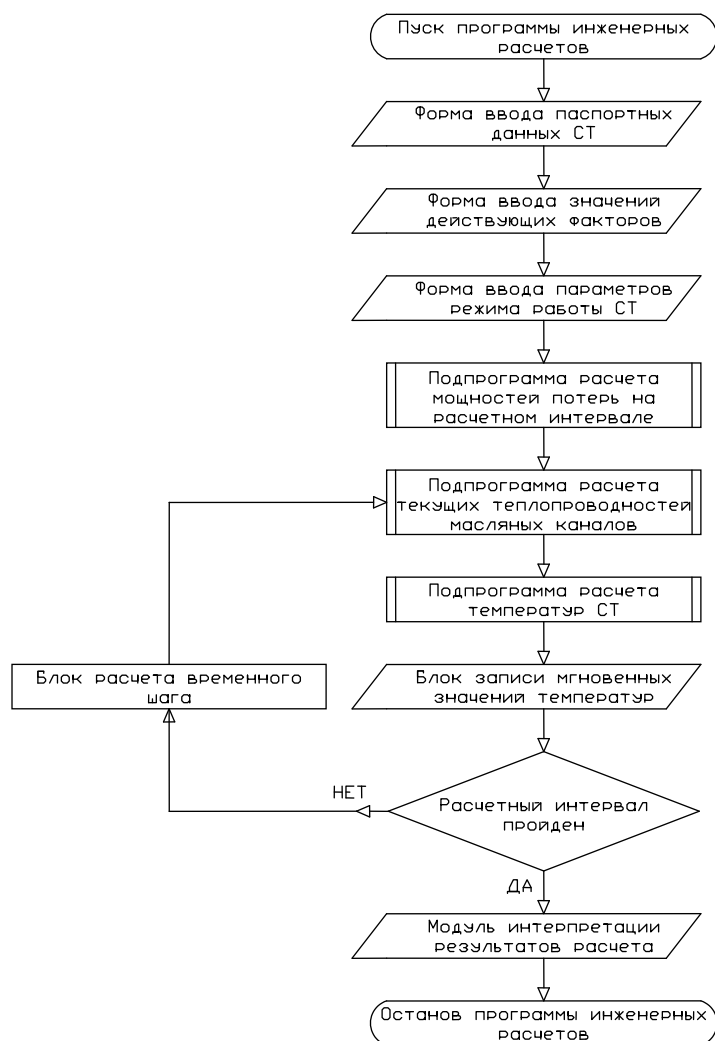 Пуск программы инженерных
расчетов
Форма ввода паспортных
данных СТ
Форма ввода значений
действующих факторов
Форма ввода параметров
режима работы СТ
Подпрограмма расчета
мощностей потерь на
расчетном интервале
Подпрограмма расчета
текущих теплопроводностей
масляных каналов
Подпрограмма расчета
температур СТ
Блок расчета временного
шага
Блок записи мгновенных
значений температур
НЕТ
Расчетный интервал
пройден
ДА
Модуль интерпретации
результатов расчета
Останов программы инженерных
расчетов